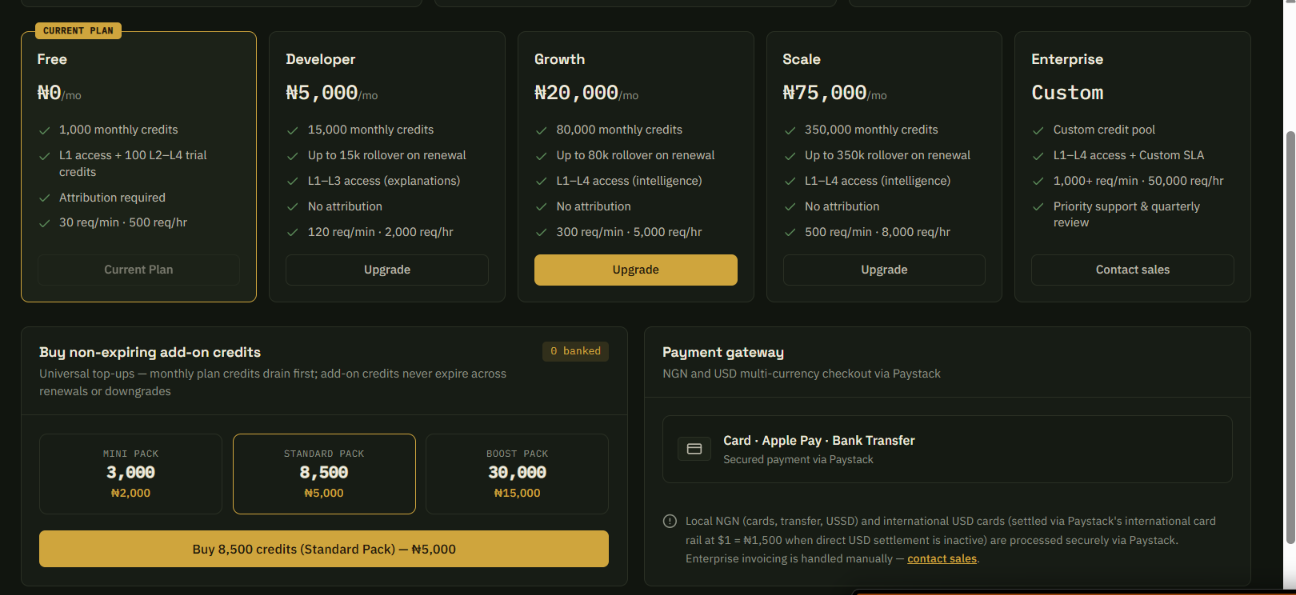 CURRENT PLAN
Free
₦0/mo
1,000 monthly credits
L1 access + 100 L2–L4 trial
credits
Attribution required
30 req/min · 500 req/hr
Current Plan
Developer
₦5,000/mo
15,000 monthly credits
Up to 15k rollover on renewal
L1–L3 access (explanations)
No attribution
120 req/min · 2,000 req/hr
Upgrade
Growth
₦20,000/mo
80,000 monthly credits
Up to 80k rollover on renewal
L1–L4 access (intelligence)
No attribution
300 req/min · 5,000 req/hr
Upgrade
Scale
₦75,000/mo
350,000 monthly credits
Up to 350k rollover on renewal
L1–L4 access (intelligence)
No attribution
500 req/min · 8,000 req/hr
Upgrade
Enterprise
Custom
Custom credit pool
L1–L4 access + Custom SLA
1,000+ req/min · 50,000 req/hr
Priority support & quarterly
review
Contact sales
Buy non-expiring add-on credits
0 banked
Universal top-ups — monthly plan credits drain first; add-on credits never expire across
renewals or downgrades
MINI PACK
3,000
₦2,000
STANDARD PACK
8,500
₦5,000
BOOST PACK
30,000
₦15,000
Buy 8,500 credits (Standard Pack) — ₦5,000
Payment gateway
NGN and USD multi-currency checkout via Paystack
Card · Apple Pay · Bank Transfer
Secured payment via Paystack
Local NGN (cards, transfer, USSD) and international USD cards (settled via Paystack's international card
rail at $1 = ₦1,500 when direct USD settlement is inactive) are processed securely via Paystack.
Enterprise invoicing is handled manually — contact sales.